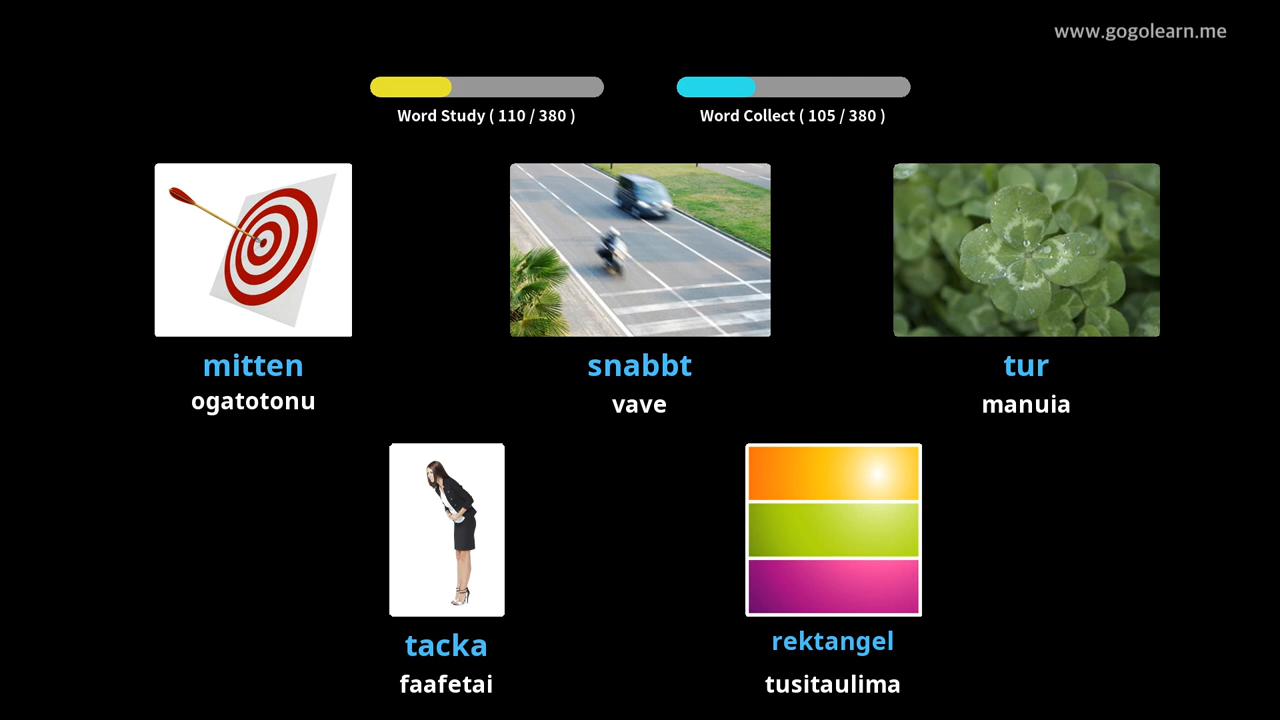 www.gogolearn.me
Word Study ( 110 / 380 )
Word Collect ( 105 / 380 )
mitten
ogatotonu
snabbt
vave
tur
manuia
tacka
faafetai
rektangel
tusitaulima